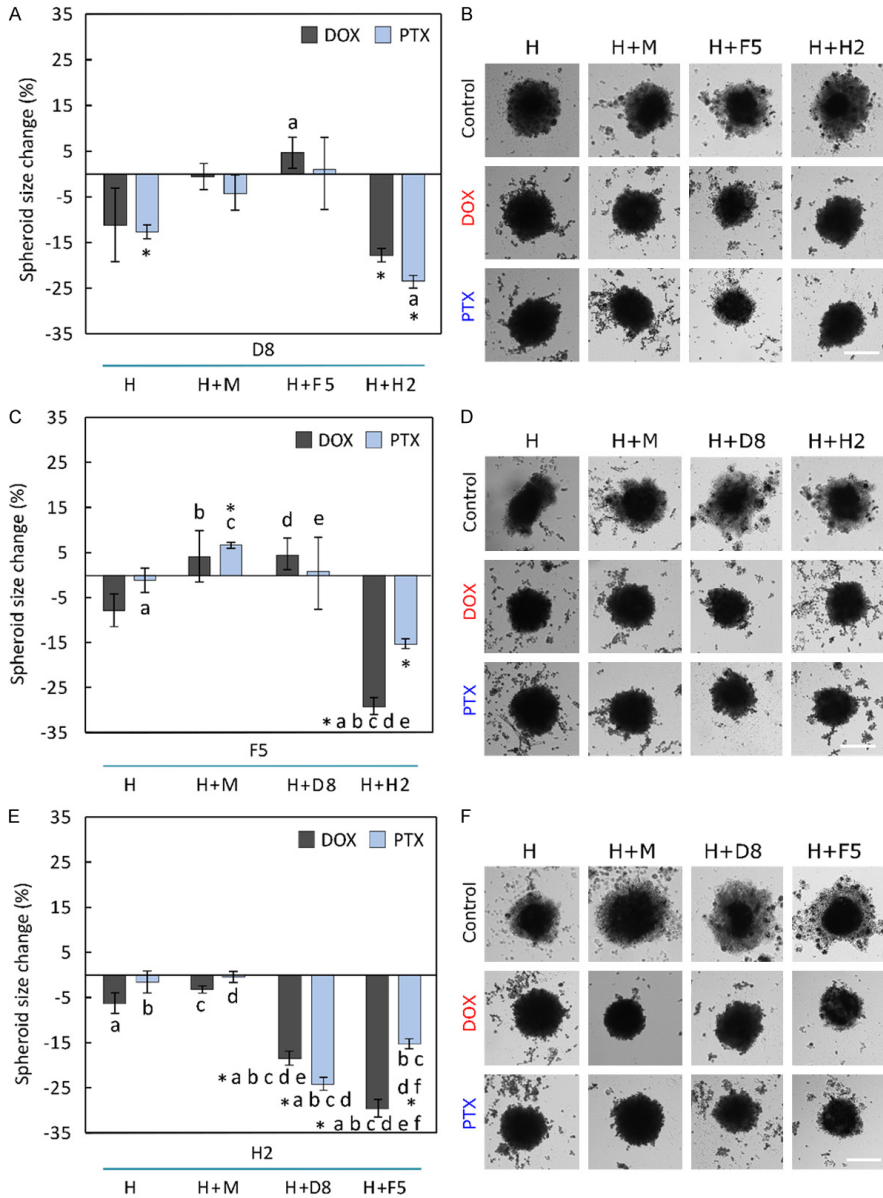 A
35
25
15
5
-5
-15
-25
-35
Spheroid size change (%)
DOX PTX
a
*
*
a
*
D8
H H+M H+F5 H+H2
B
H H+M H+F5 H+H2
Control
DOX
PTX
C
35
25
15
5
-5
-15
-25
-35
Spheroid size change (%)
DOX PTX
a
b
*
c
d
e
*
* a b c d e
F5
H H+M H+D8 H+H2
D
H H+M H+D8 H+H2
Control
DOX
PTX
E
35
25
15
5
-5
-15
-25
-35
Spheroid size change (%)
DOX PTX
a
b
c
d
*a b c d e
*a b c d
*
b c
d f
*
a b c d e f
H2
H H+M H+D8 H+F5
F
H H+M H+D8 H+F5
Control
DOX
PTX